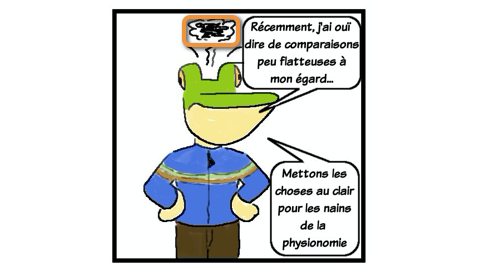 Récemment, j'ai ouï
dire de comparaisons
peu flatteuses à
mon égard...
Mettons les
choses au clair
pour les nains
de la
physionomie